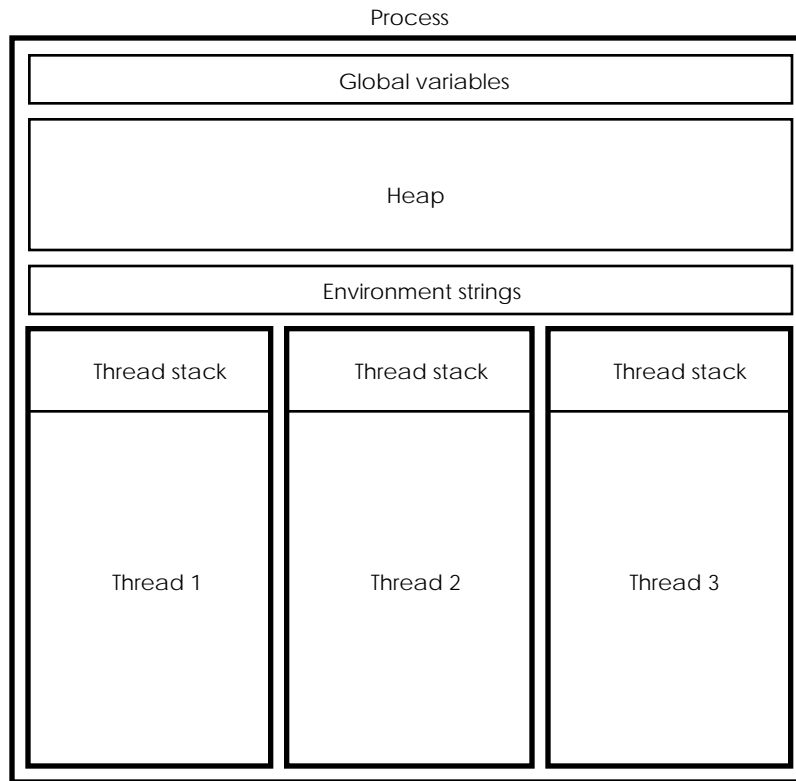 Process
Global variables
Heap
Environment strings
Thread stack
Thread stack
Thread stack
Thread 1
Thread 2
Thread 3